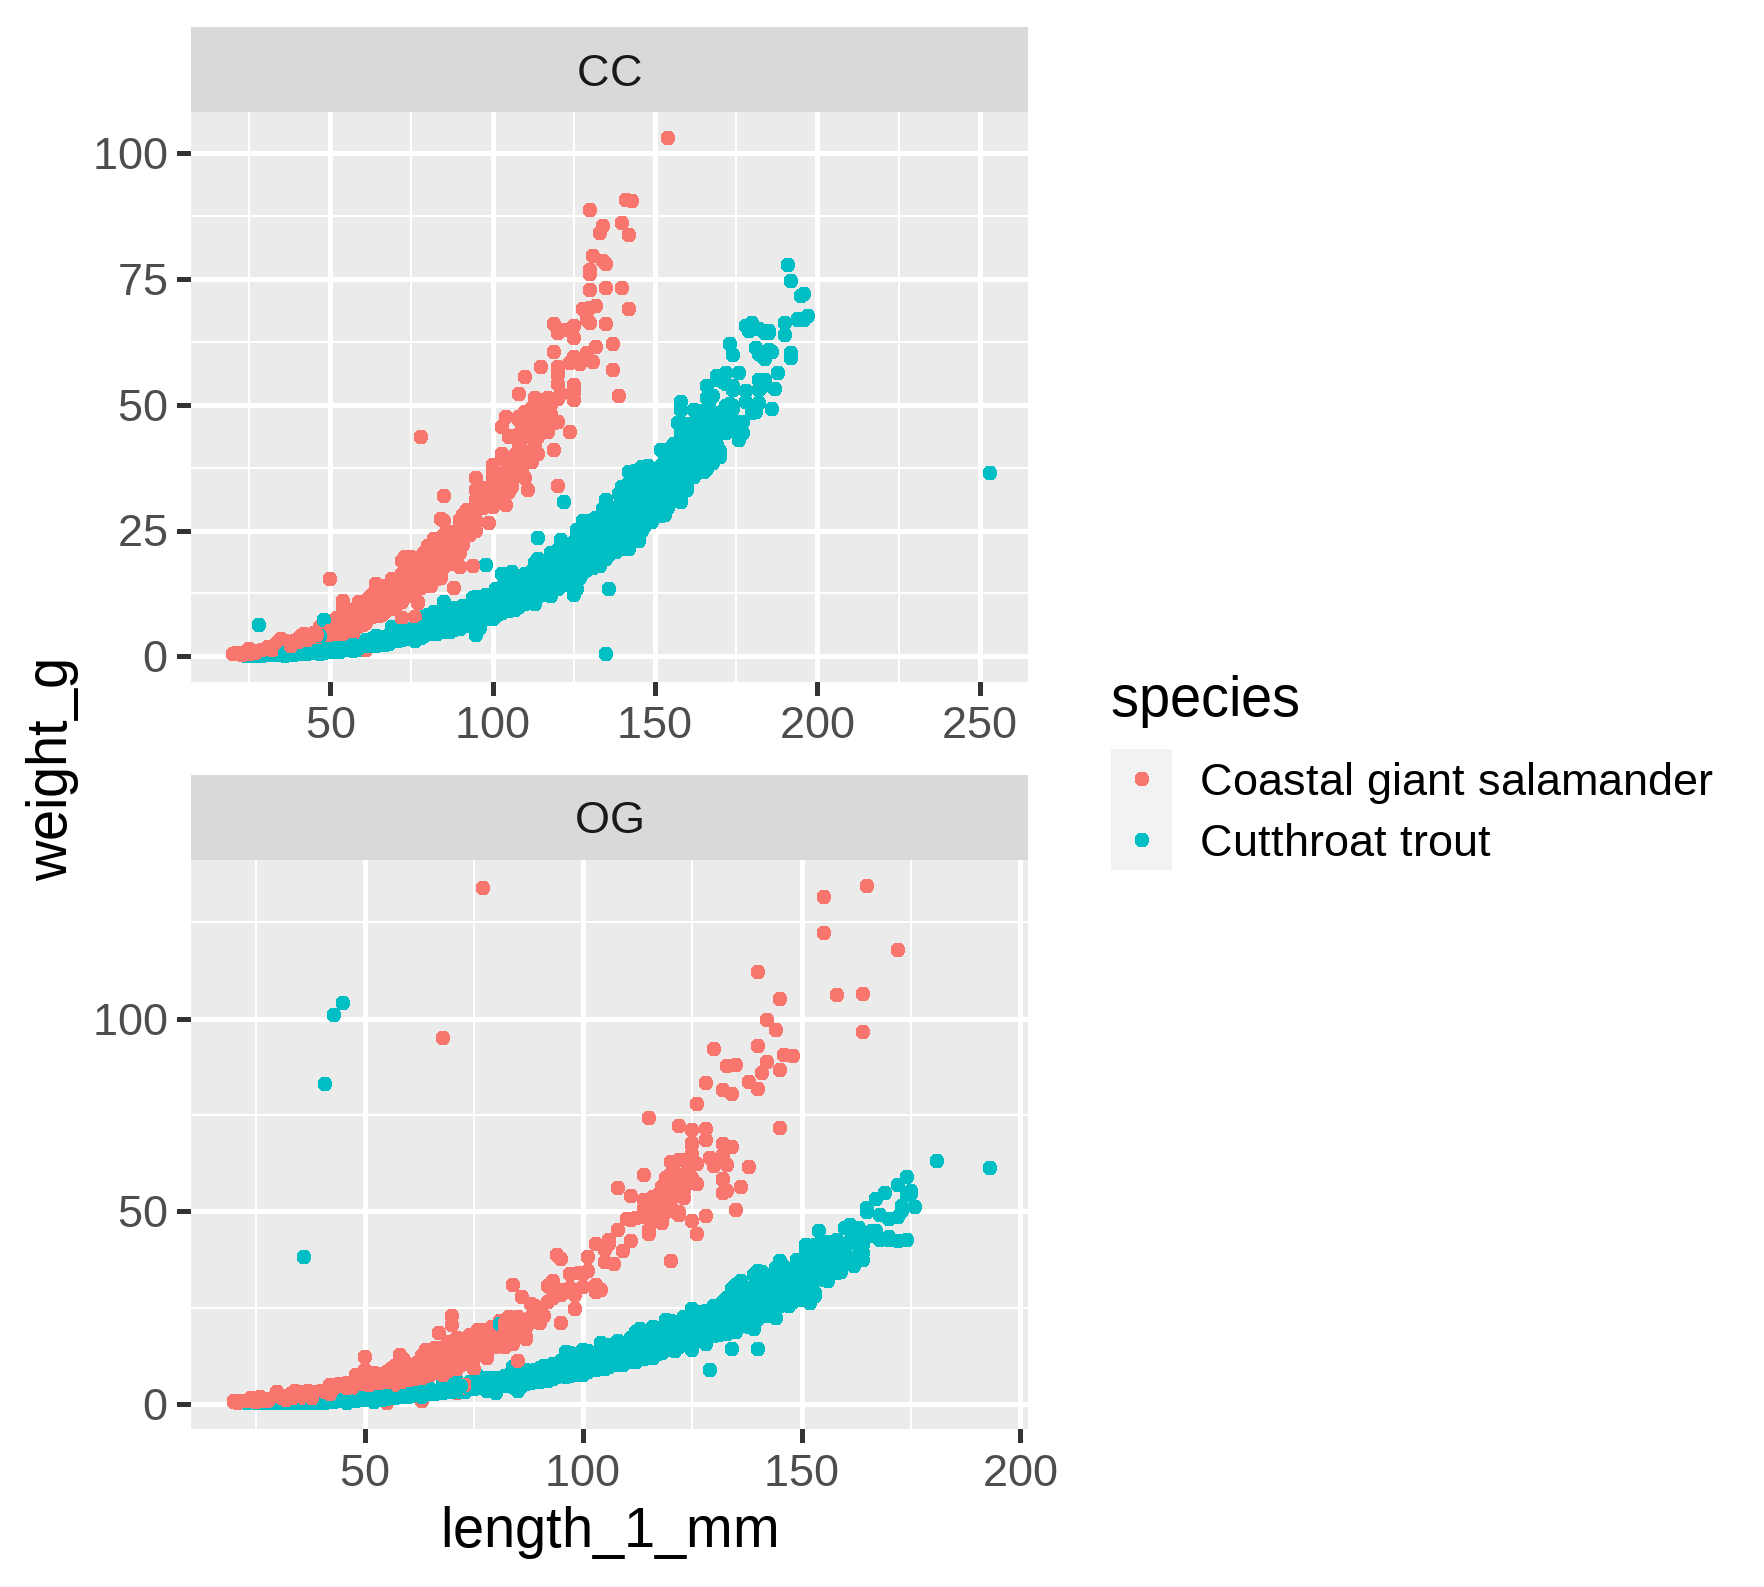 CC
100
75
50
25
0
50 100 150 200 250
OG
100
50
0
50 100 150 200
length_1_mm
weight_g
species
Coastal giant salamander
Cutthroat trout